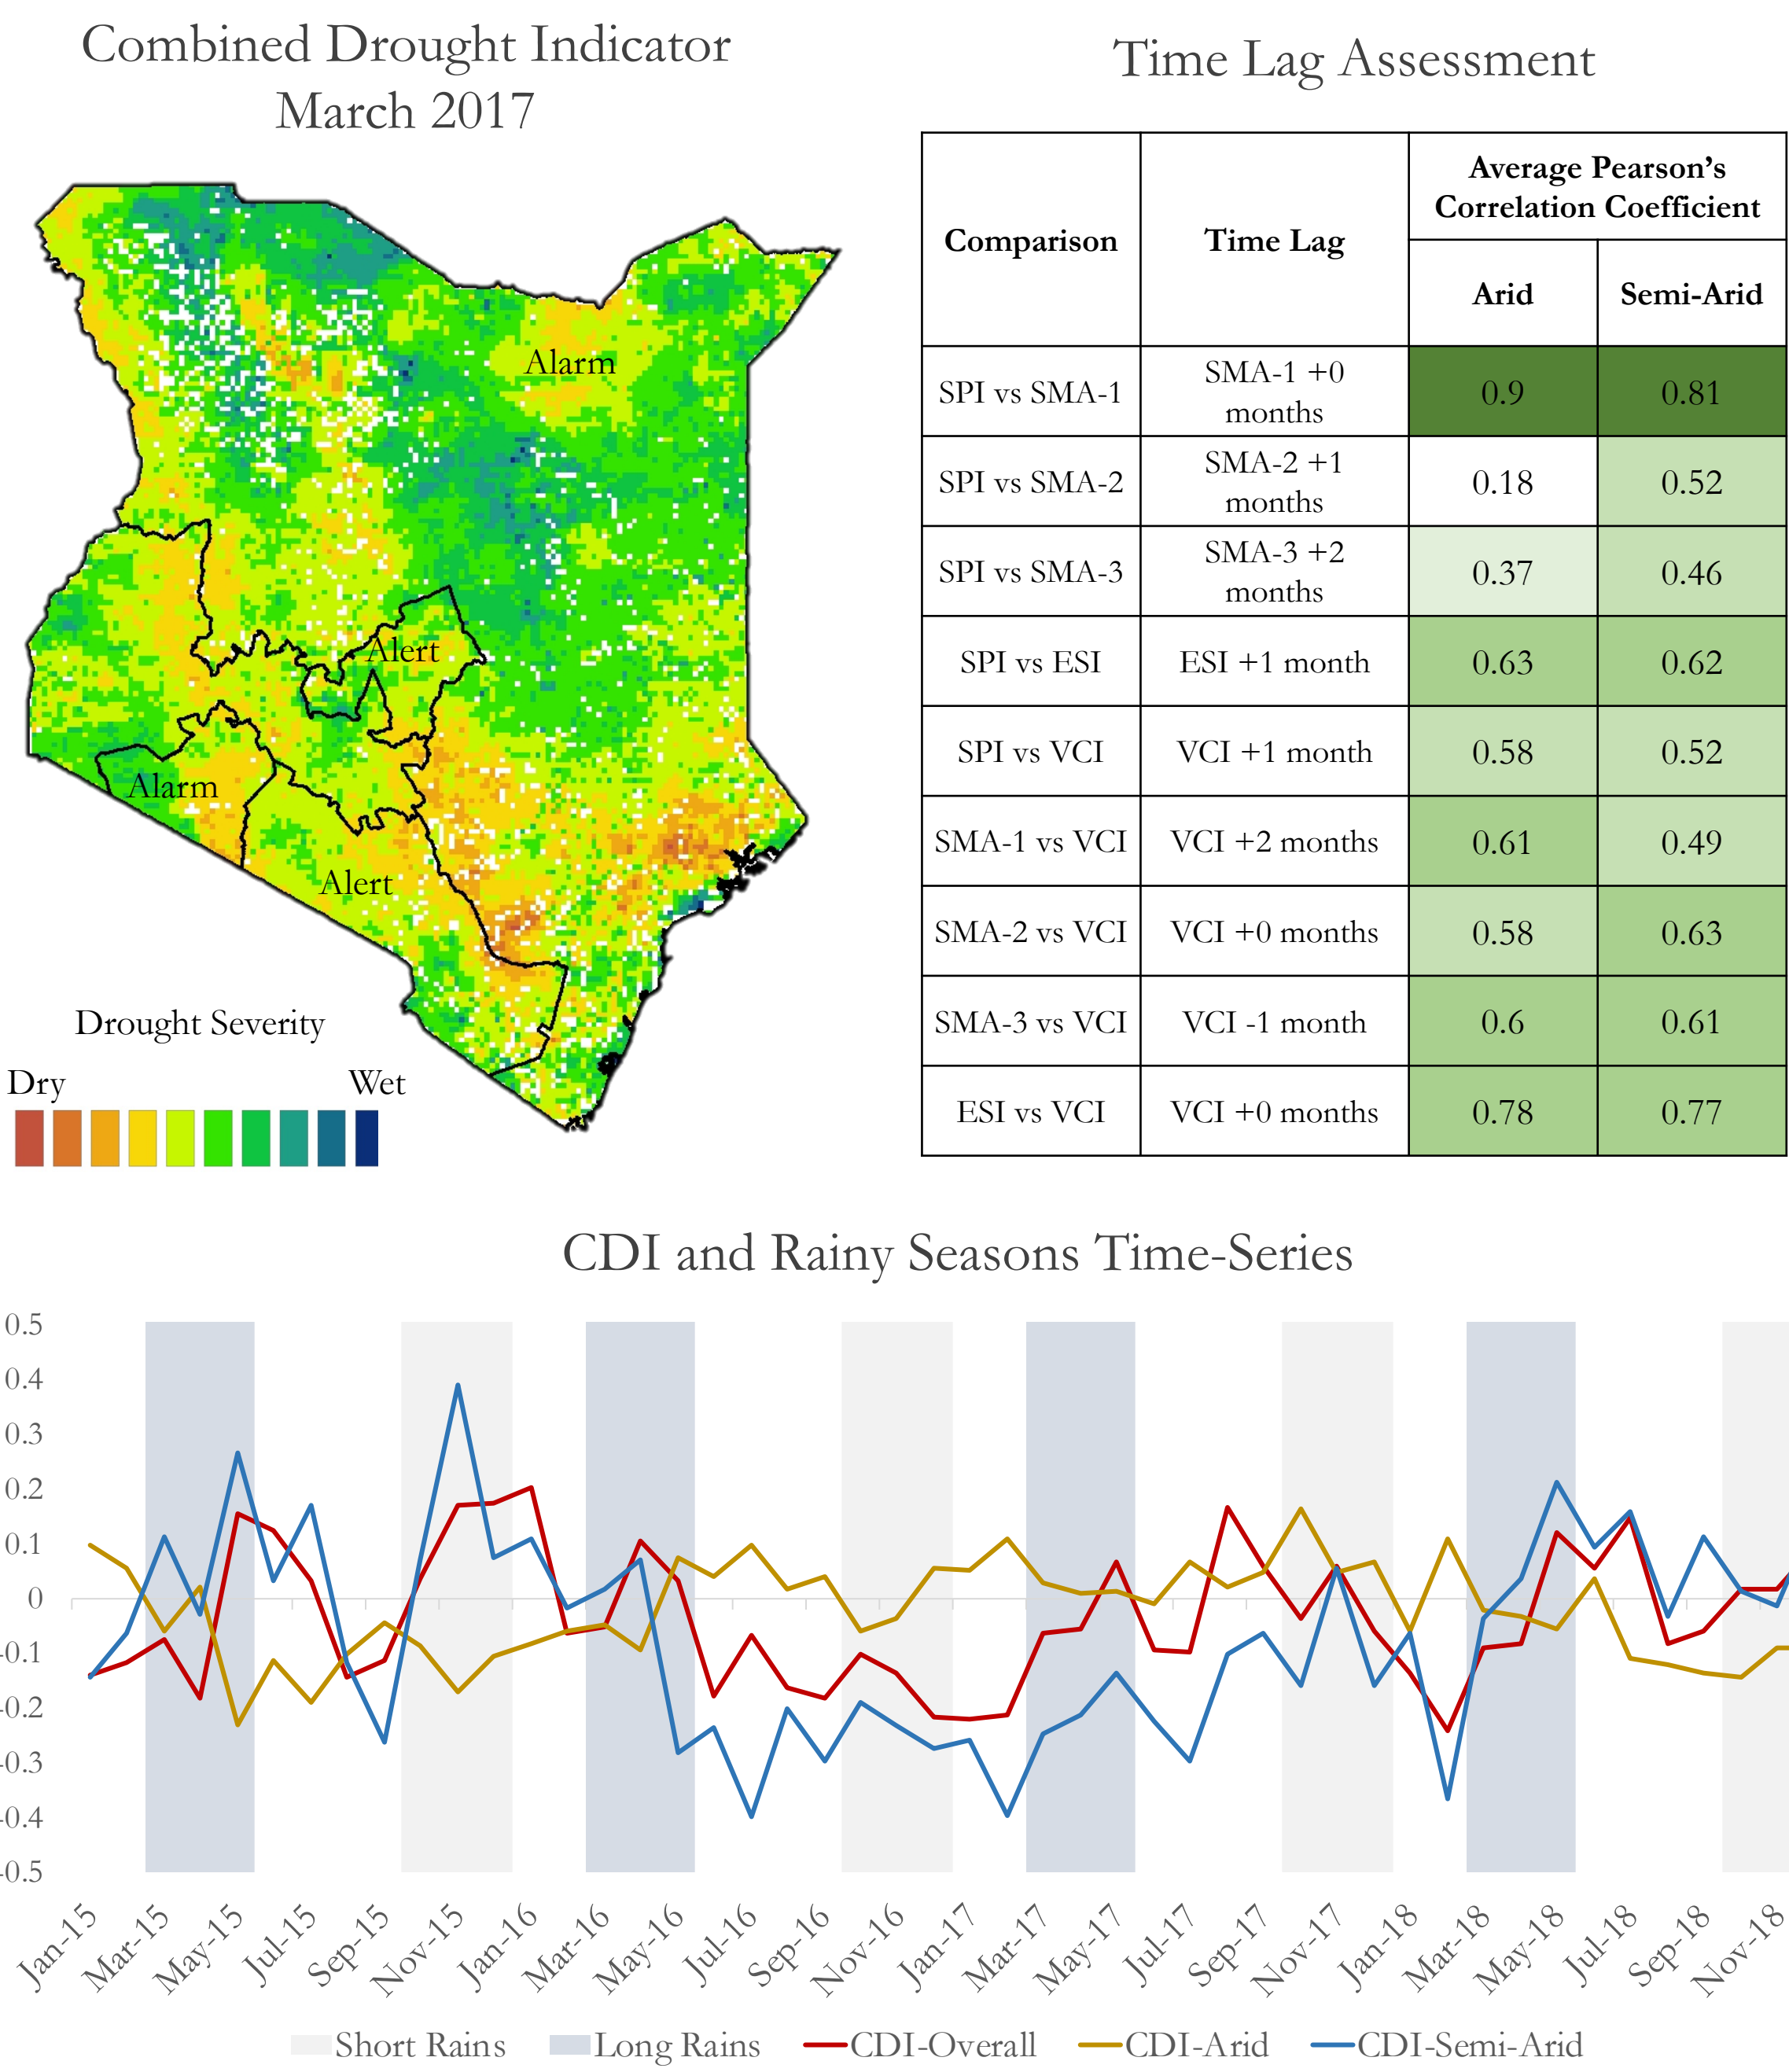 Combined Drought Indicator
March 2017
Alarm
Alert
Alarm
Alert
Drought Severity
Dry Wet
Time Lag Assessment
Comparison Time Lag Average Pearson's
Correlation Coefficient
Arid Semi-Arid
SPI vs SMA-1 SMA-1 +0
months 0.9 0.81
SPI vs SMA-2 SMA-2 +1
months 0.18 0.52
SPI vs SMA-3 SMA-3 +2
months 0.37 0.46
SPI vs ESI ESI +1 month 0.63 0.62
SPI vs VCI VCI +1 month 0.58 0.52
SMA-1 vs VCI VCI +2 months 0.61 0.49
SMA-2 vs VCI VCI +0 months 0.58 0.63
SMA-3 vs VCI VCI -1 month 0.6 0.61
ESI vs VCI VCI +0 months 0.78 0.77
CDI and Rainy Seasons Time-Series
0.5
0.4
0.3
0.2
0.1
0
-0.1
-0.2
-0.3
-0.4
-0.5
Jan-15 Mar-15 May-15 Jul-15 Sep-15 Nov-15 Jan-16 Mar-16 May-16 Jul-16 Sep-16 Nov-16 Jan-17 Mar-17 May-17 Jul-17 Sep-17 Nov-17 Jan-18 Mar-18 May-18 Jul-18 Sep-18 Nov-18
Short Rains Long Rains CDI-Overall CDI-Arid CDI-Semi-Arid